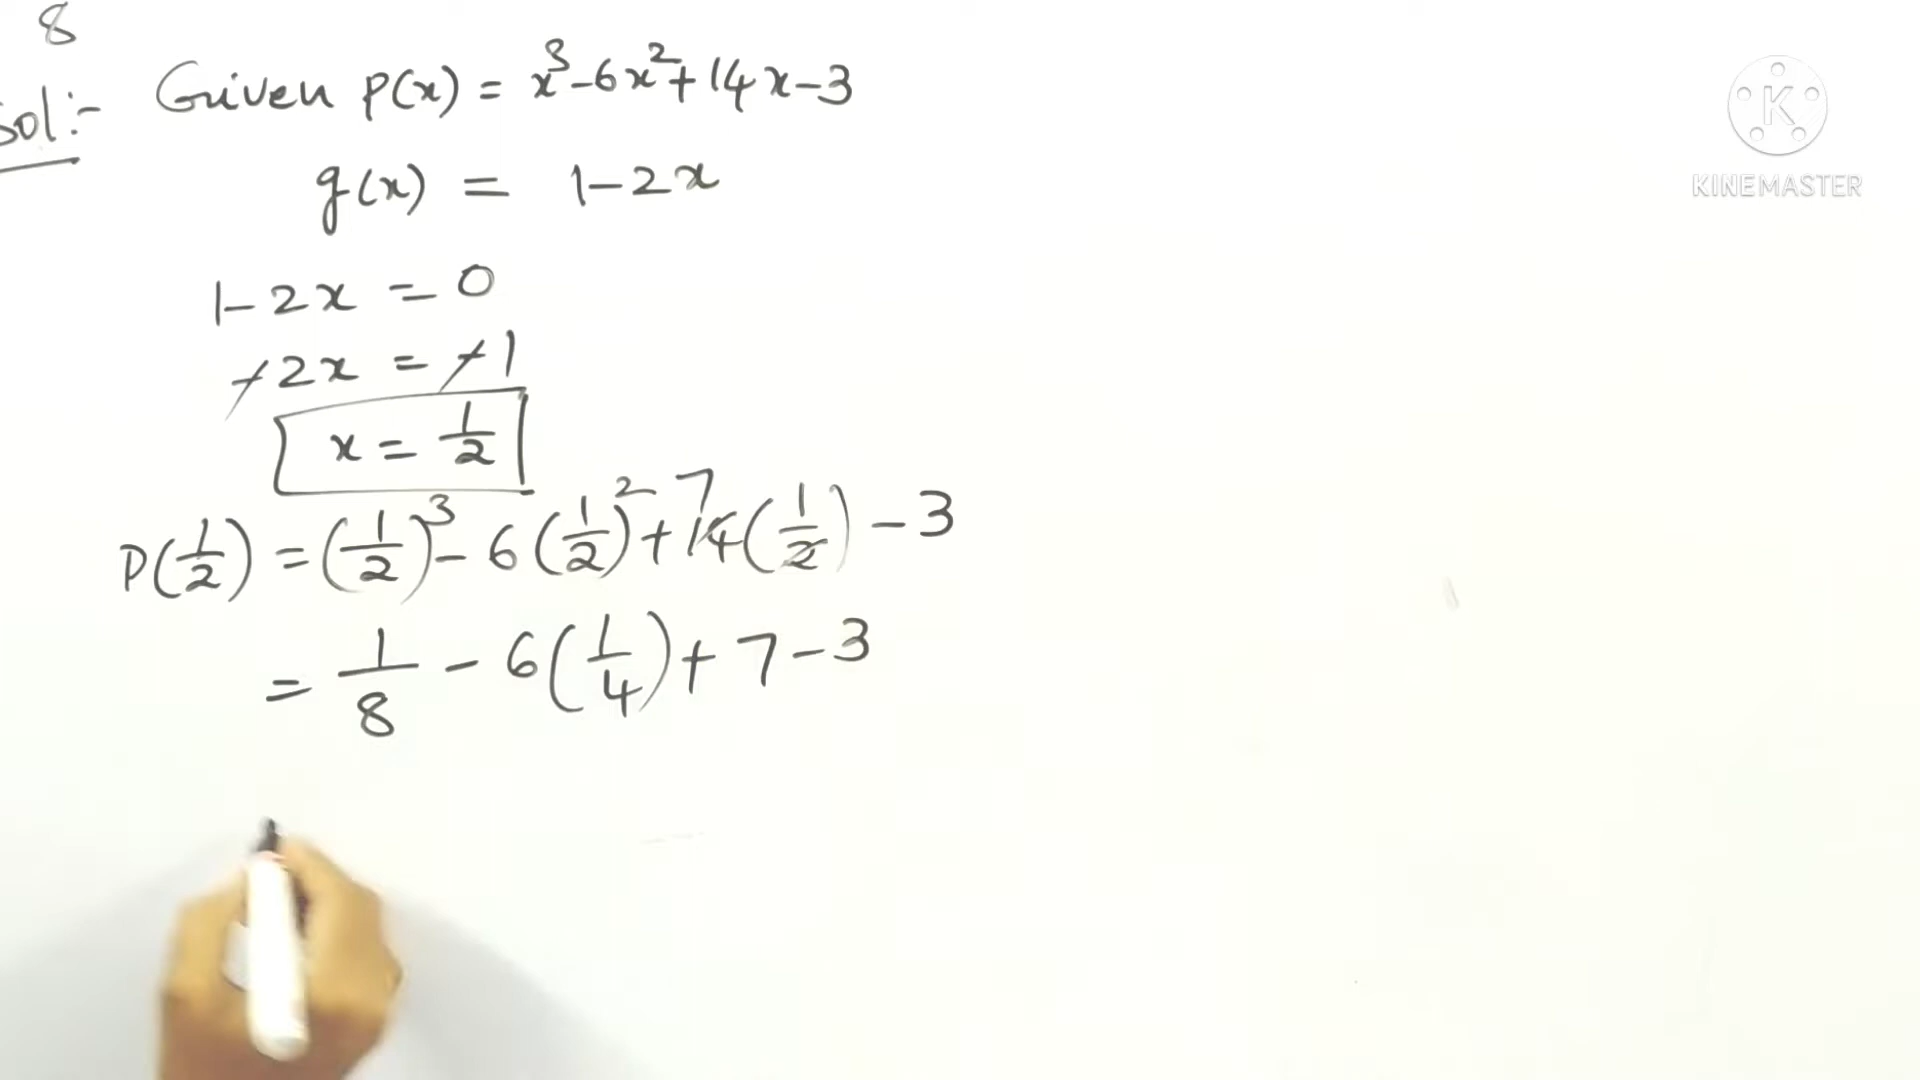 8
Sol:- Given p(x) = x³-6x²+14x-3
g(x) = 1-2x
1-2x = 0
-2x = -1
x = 1/2
P(1/2) = (1/2)³ - 6(1/2)² + 14(1/2) - 3
7
= 1/8 - 6(1/4) + 7-3
K
KINEMASTER